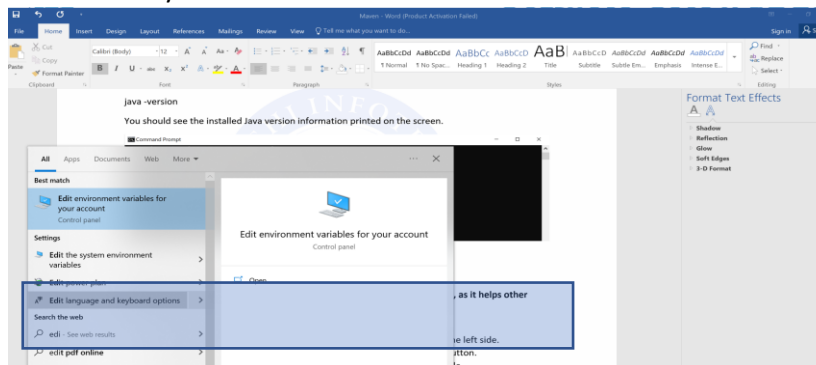 Maven - Word (Product Activation Failed)
File Home Insert Design Layout References Mailings Review View Tell me what you want to do... Sign in
Cut
Copy
Paste
Format Painter
Calibri (Body) 12
B I U abc X₂ X² A
AaBbCcDd AaBbCcDd AaBbCc AaBbCcD AaB AaBbCcD AaBbCcDd AaBbCcDd AaBbCcDd
¶ Normal ¶ No Spac... Heading 1 Heading 2 Title Subtitle Subtle Em... Emphasis Intense E...
Find
Replace
Select
Clipboard Font Paragraph Styles Editing
java -version
You should see the installed Java version information printed on the screen.
Command Prompt
Format Text Effects
Shadow
Reflection
Glow
Soft Edges
3-D Format
All Apps Documents Web More
Best match
Edit environment variables for
your account
Control panel
Settings
Edit the system environment
variables
Edit power plan
Edit language and keyboard options
Search the web
edi - See web results
edit pdf online
Edit environment variables for your account
Control panel
Open
, as it helps other
left side.